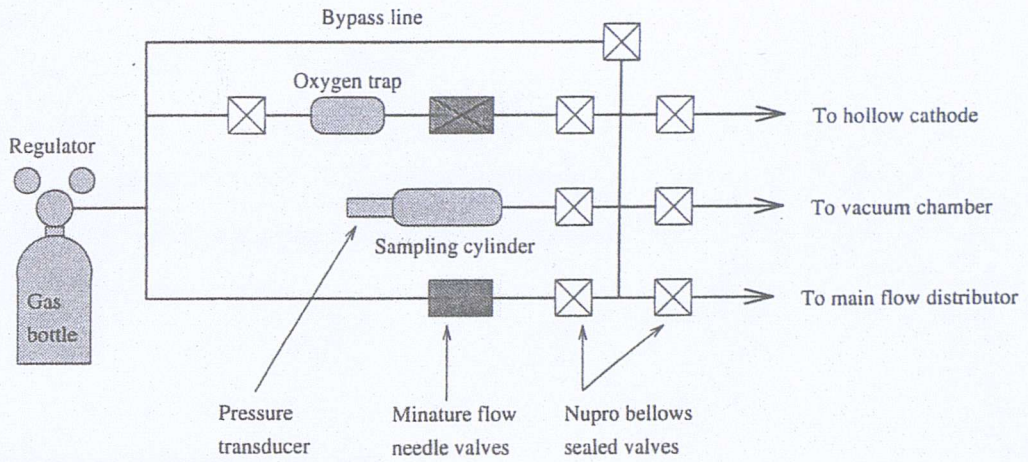 Bypass line
Oxygen trap
To hollow cathode
Regulator
To vacuum chamber
Sampling cylinder
To main flow distributor
Gas
bottle
Pressure
transducer
Minature flow
needle valves
Nupro bellows
sealed valves